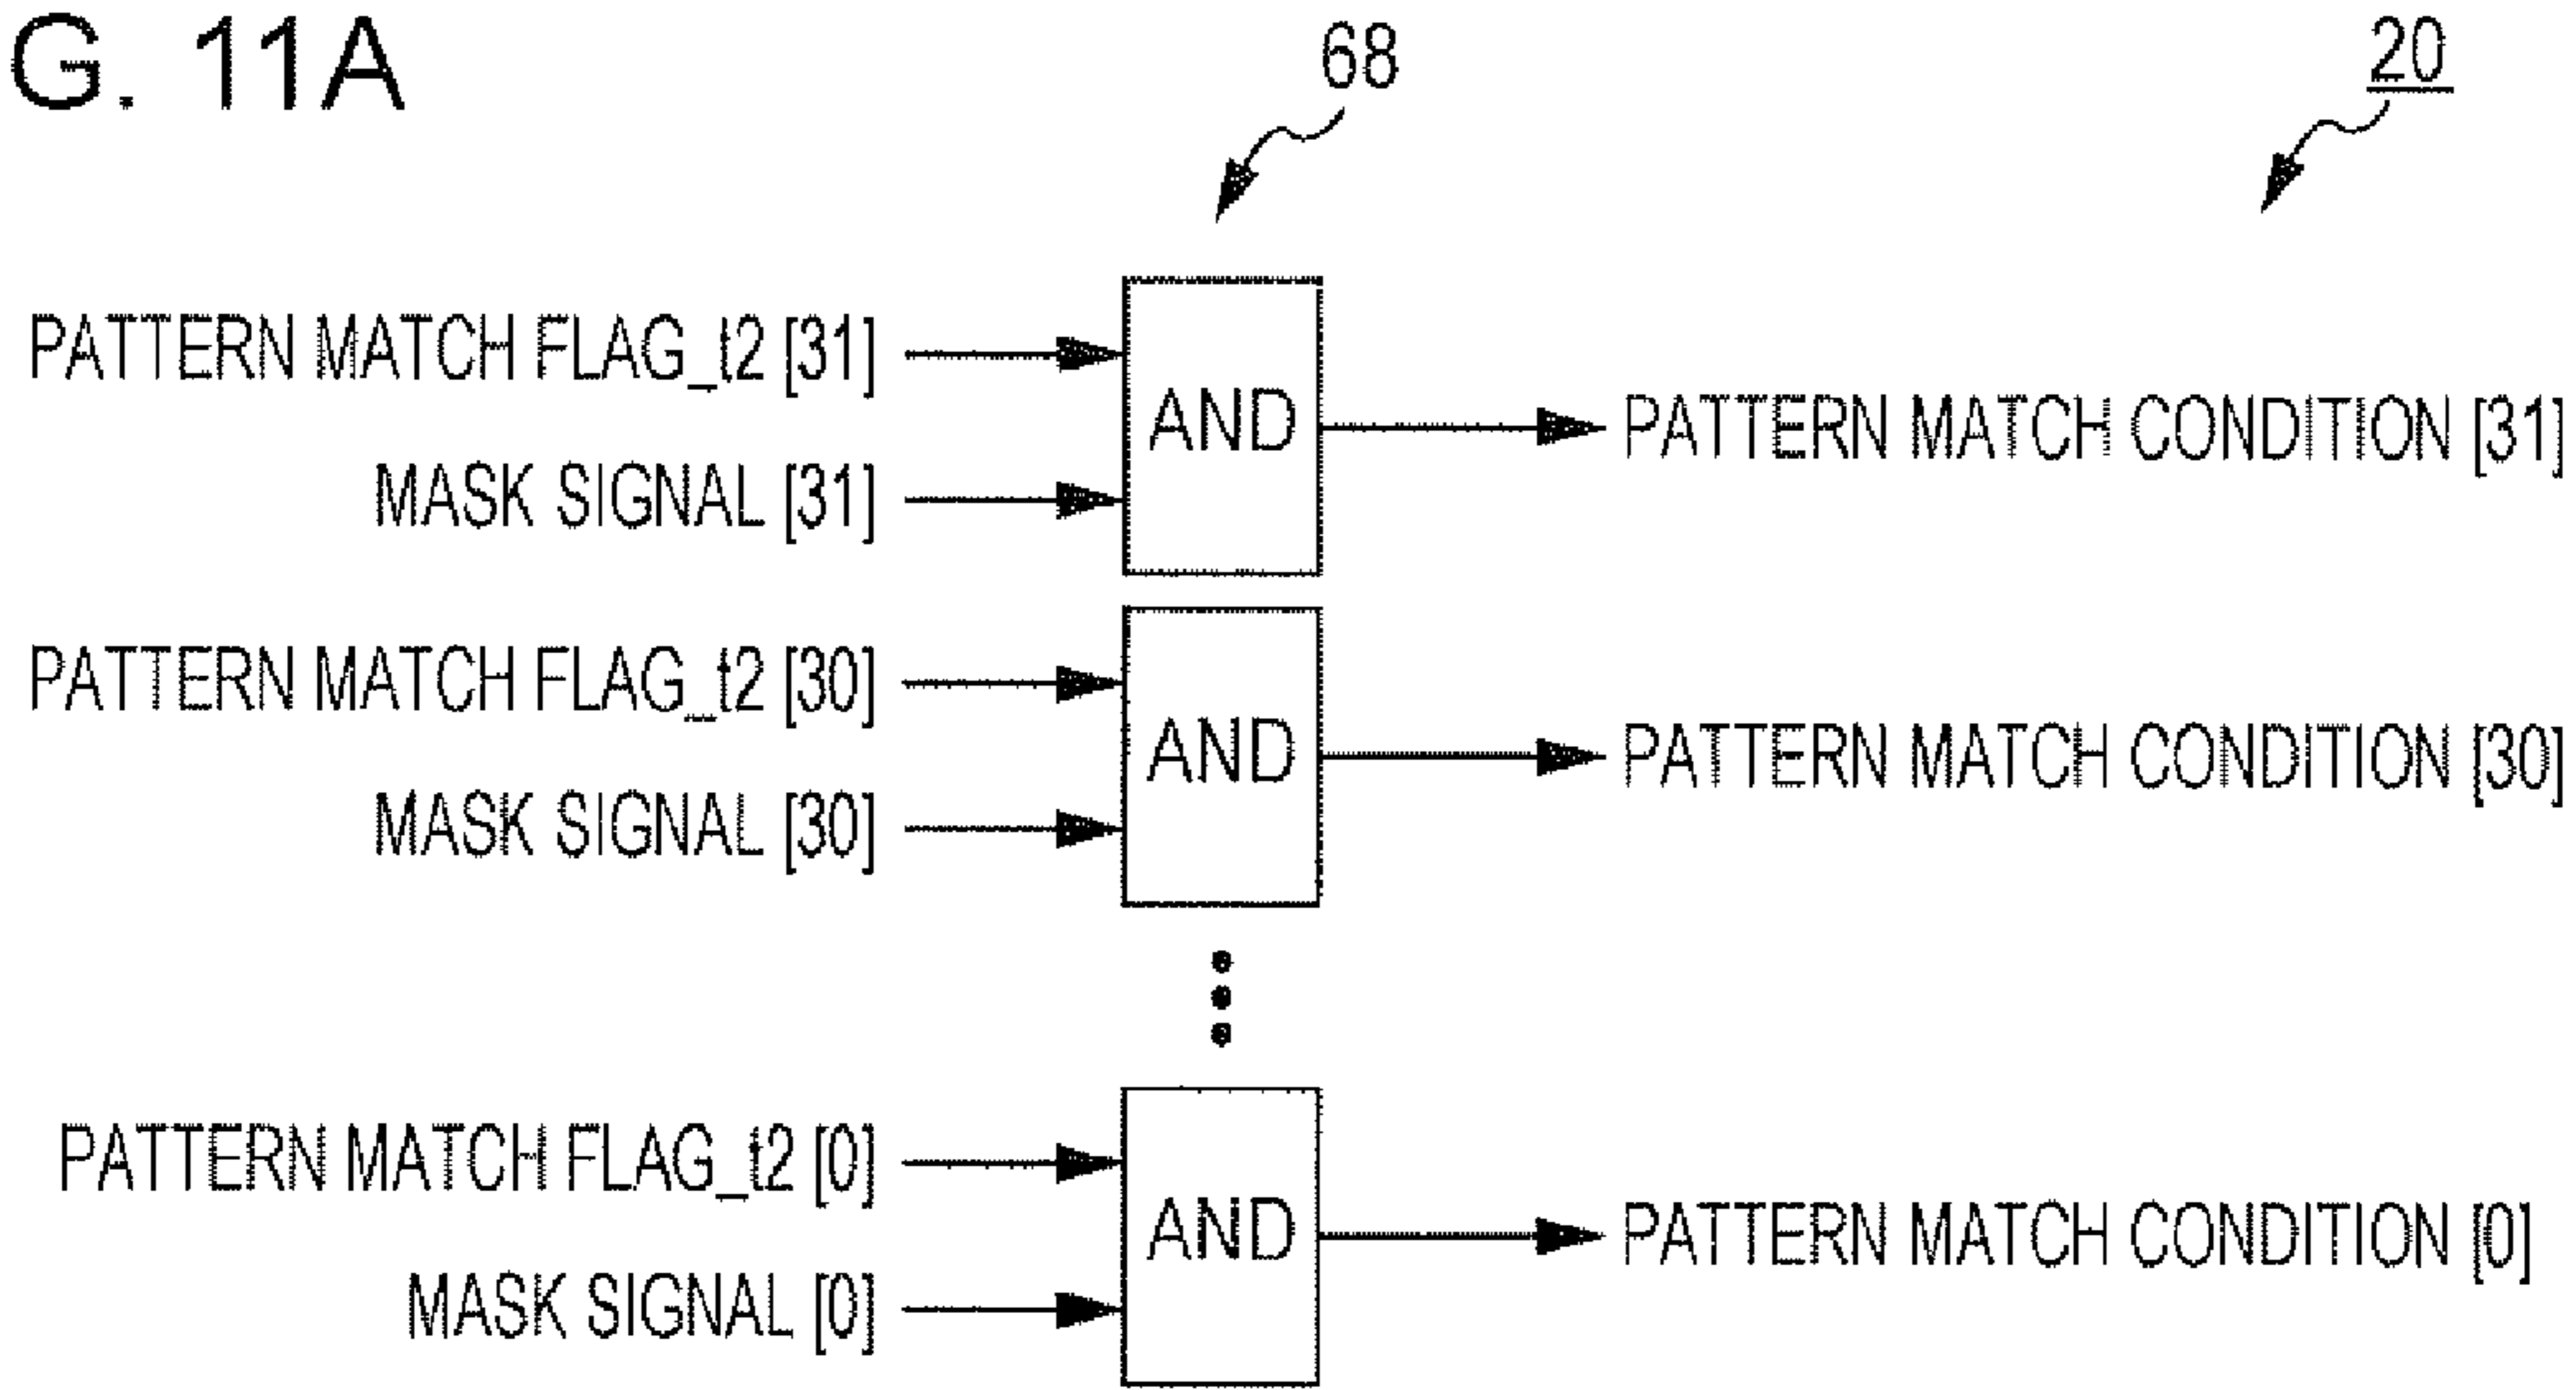 G. 11A
68
20
PATTERN MATCH FLAG_t2 [31]
MASK SIGNAL [31]
AND
PATTERN MATCH CONDITION [31]
PATTERN MATCH FLAG_t2 [30]
MASK SIGNAL [30]
AND
PATTERN MATCH CONDITION [30]
PATTERN MATCH FLAG_t2 [0]
MASK SIGNAL [0]
AND
PATTERN MATCH CONDITION [0]